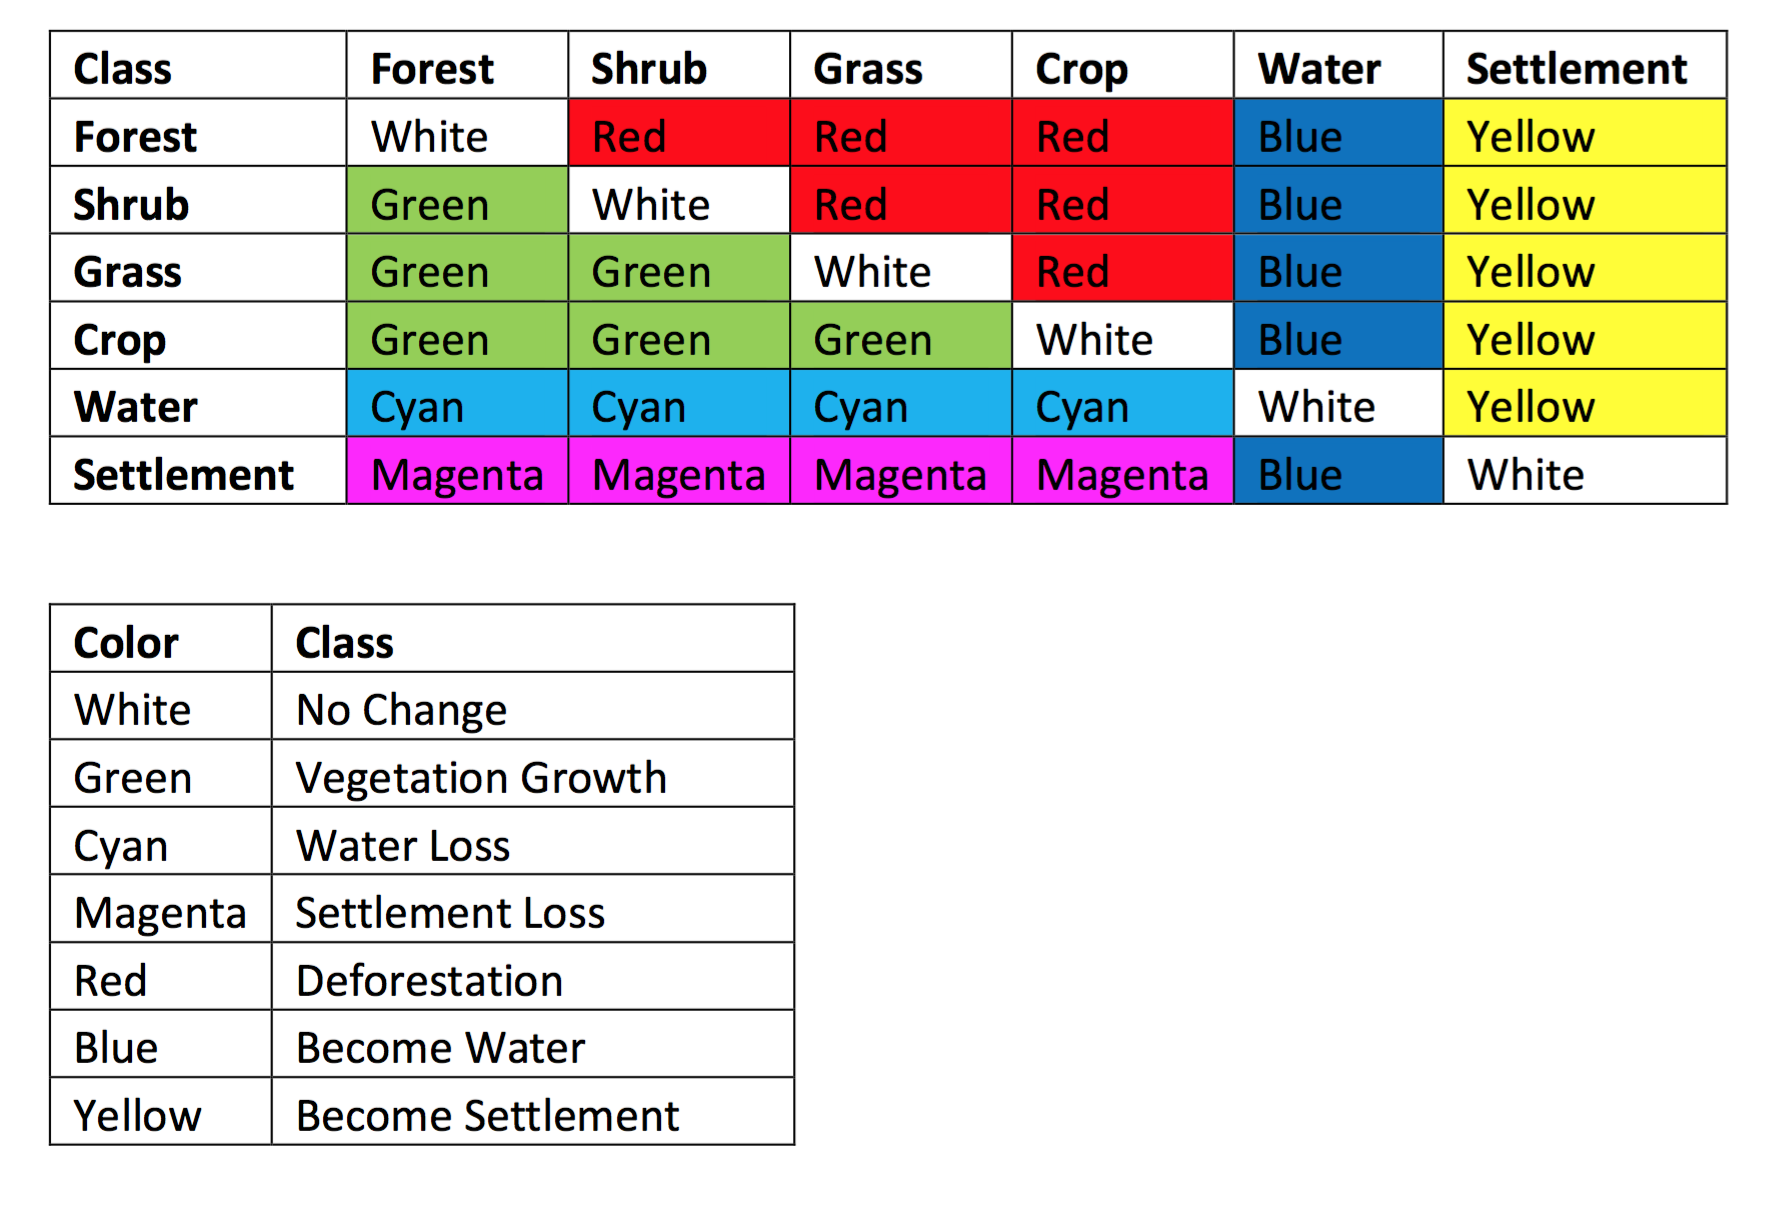 Class Forest Shrub Grass Crop Water Settlement
Forest White Red Red Red Blue Yellow
Shrub Green White Red Red Blue Yellow
Grass Green Green White Red Blue Yellow
Crop Green Green Green White Blue Yellow
Water Cyan Cyan Cyan Cyan White Yellow
Settlement Magenta Magenta Magenta Magenta Blue White
Color Class
White No Change
Green Vegetation Growth
Cyan Water Loss
Magenta Settlement Loss
Red Deforestation
Blue Become Water
Yellow Become Settlement